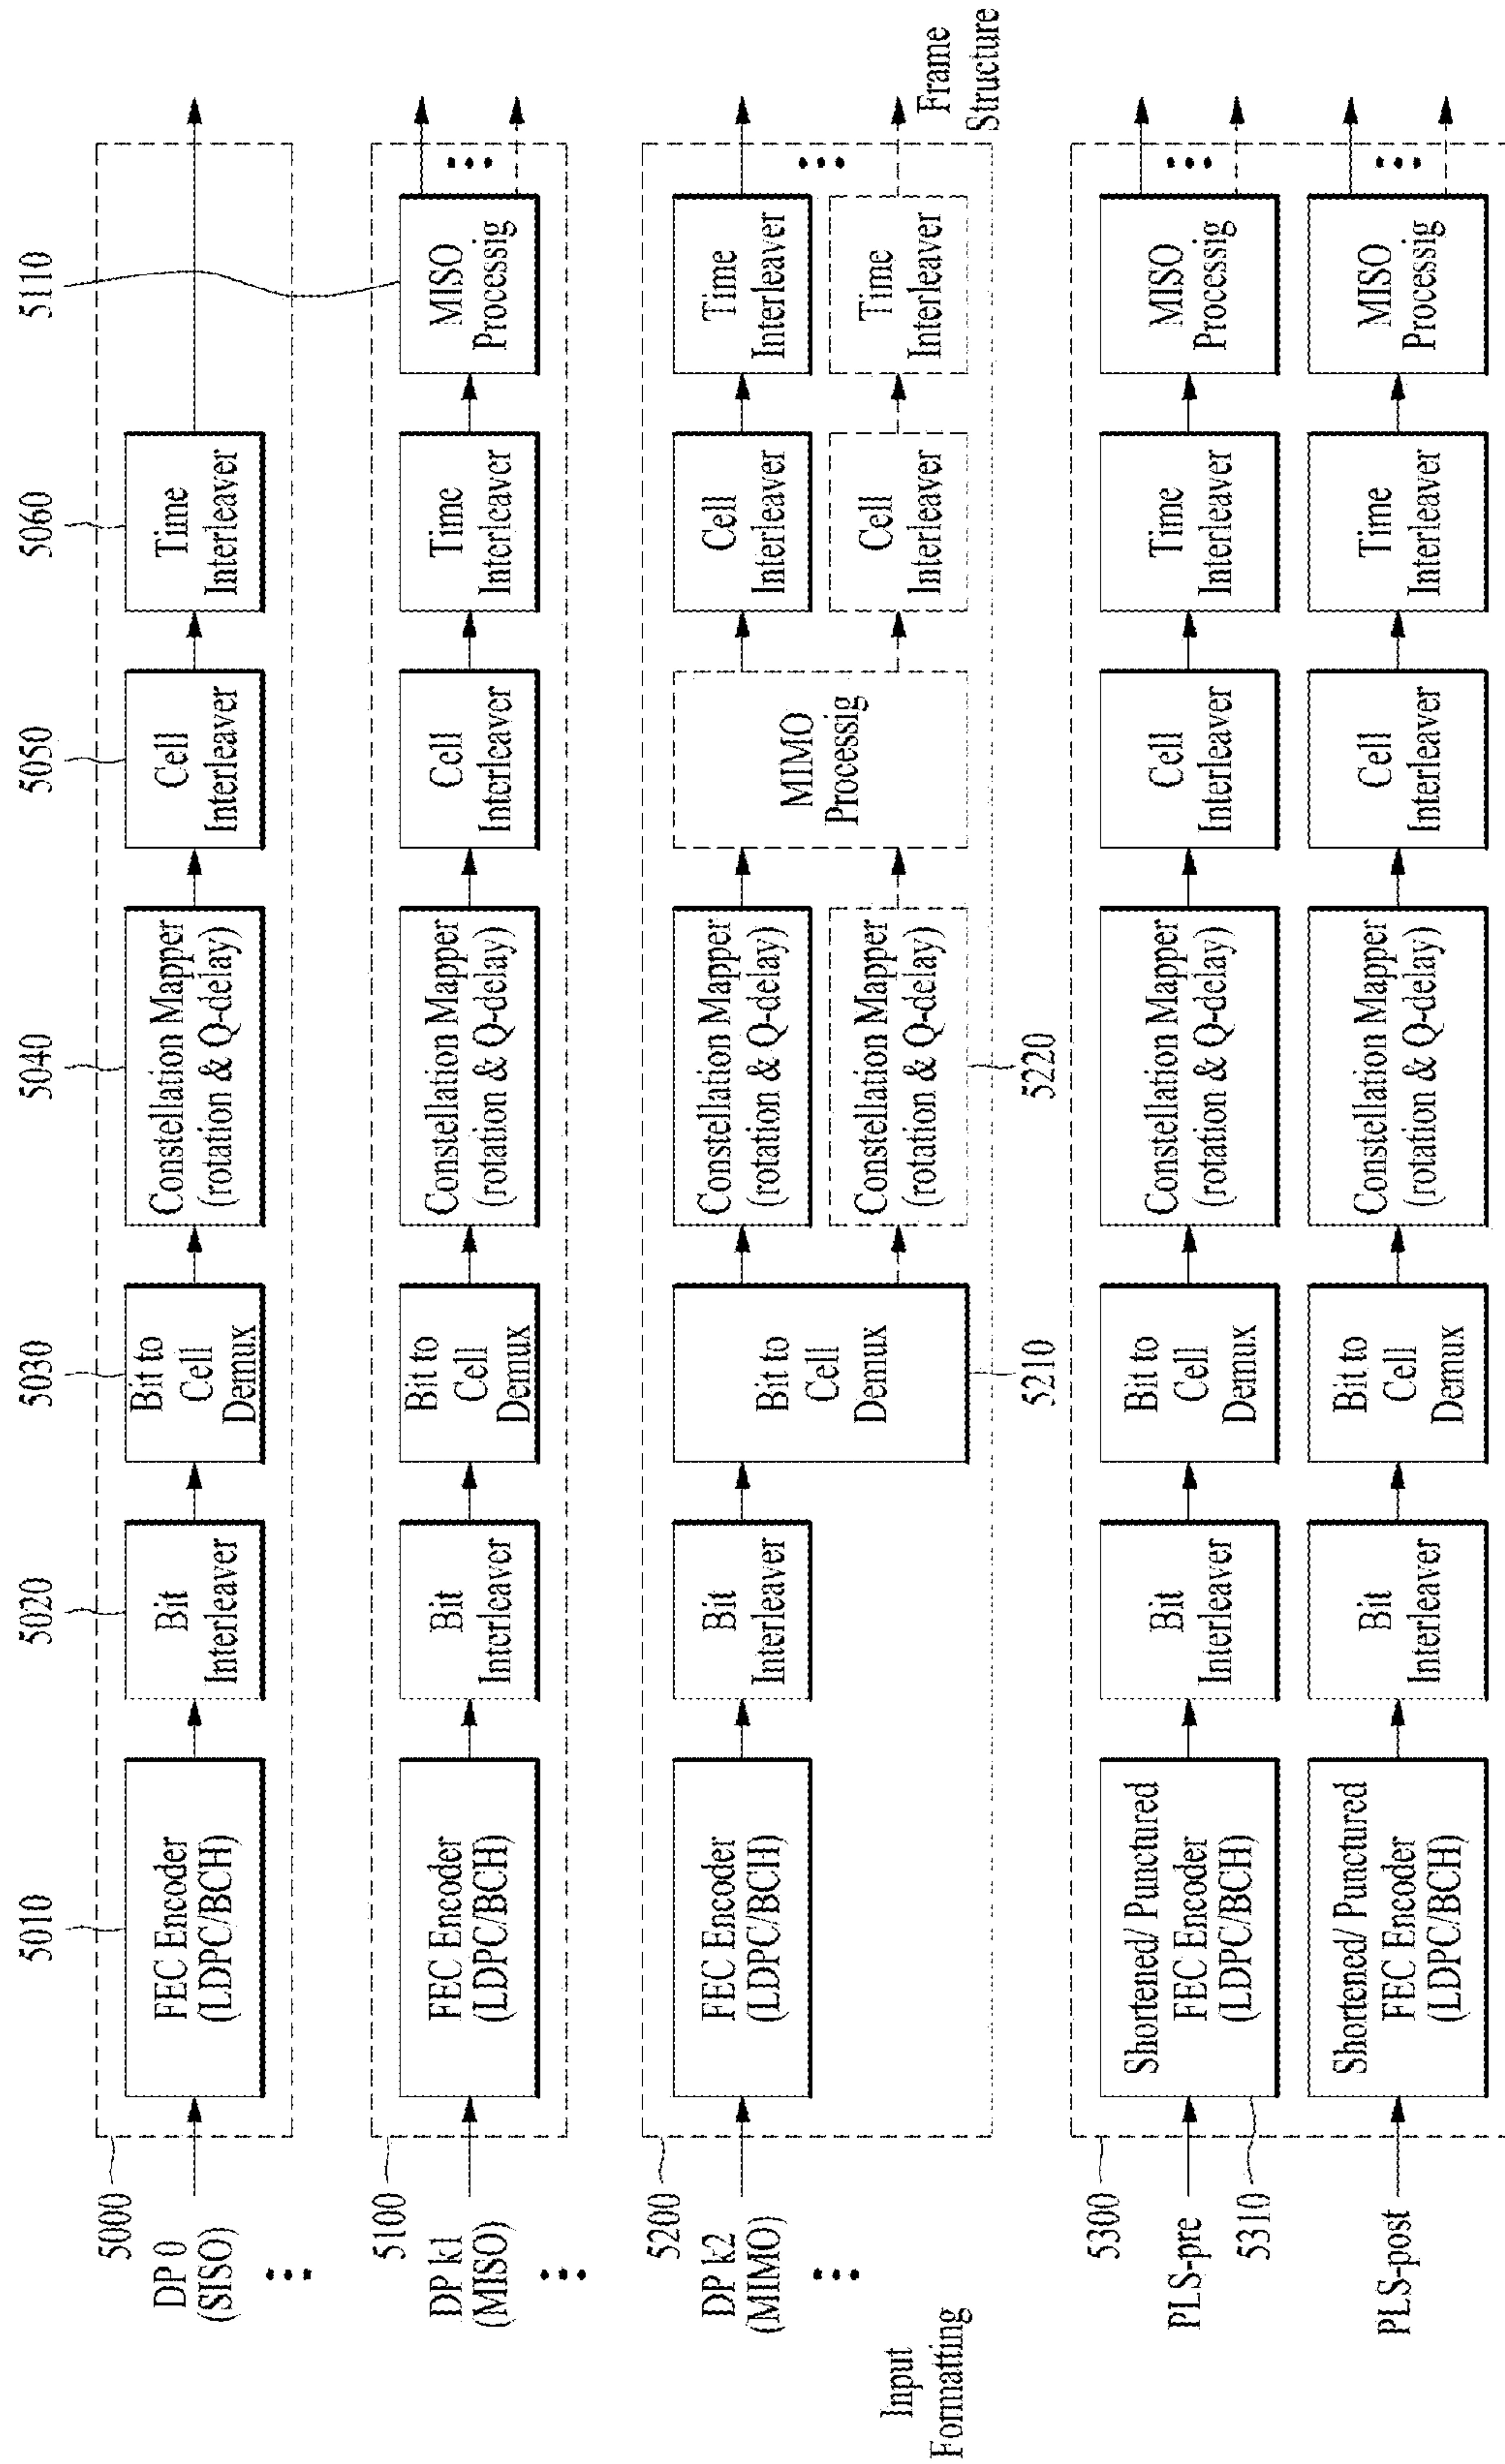 5010
5020
5030
5040
5050
5060
5110
5000
DP 0
(SISO)
FEC Encoder
(LDPC/BCH)
Bit
Interleaver
Bit to
Cell
Demux
Constellation Mapper
(rotation & Q-delay)
Cell
Interleaver
Time
Interleaver
5100
DP k1
(MISO)
FEC Encoder
(LDPC/BCH)
Bit
Interleaver
Bit to
Cell
Demux
Constellation Mapper
(rotation & Q-delay)
Cell
Interleaver
Time
Interleaver
MISO
Processig
5200
DP k2
(MIMO)
FEC Encoder
(LDPC/BCH)
Bit
Interleaver
Bit to
Cell
Demux
Constellation Mapper
(rotation & Q-delay)
Constellation Mapper
(rotation & Q-delay)
MIMO
Processig
Cell
Interleaver
Cell
Interleaver
Time
Interleaver
Time
Interleaver
Input
Formatting
Frame
Structure
5210
5220
5300
PLS-pre
5310
Shortened/ Punctured
FEC Encoder
(LDPC/BCH)
Bit
Interleaver
Bit to
Cell
Demux
Constellation Mapper
(rotation & Q-delay)
Cell
Interleaver
Time
Interleaver
MISO
Processig
PLS-post
Shortened/ Punctured
FEC Encoder
(LDPC/BCH)
Bit
Interleaver
Bit to
Cell
Demux
Constellation Mapper
(rotation & Q-delay)
Cell
Interleaver
Time
Interleaver
MISO
Processig